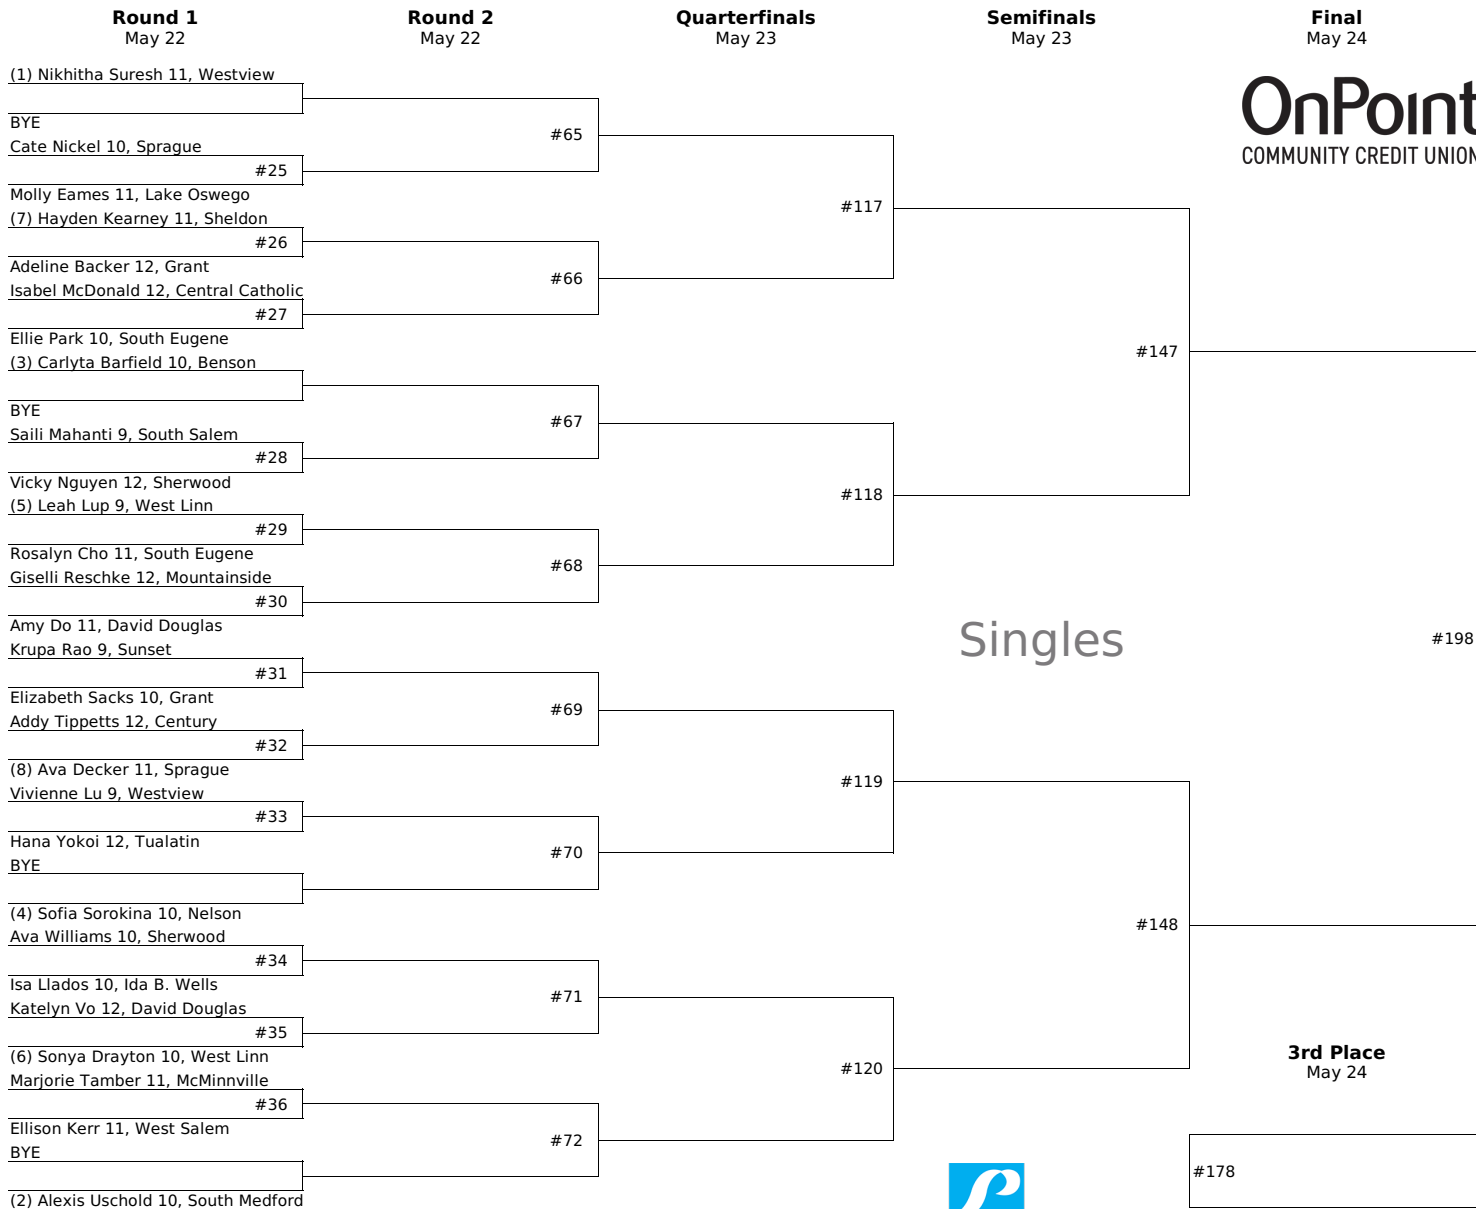 Round 1
May 22
Round 2
May 22
Quarterfinals
May 23
Semifinals
May 23
Final
May 24
(1) Nikhitha Suresh 11, Westview
BYE
Cate Nickel 10, Sprague
#25
Molly Eames 11, Lake Oswego
(7) Hayden Kearney 11, Sheldon
#26
Adeline Backer 12, Grant
Isabel McDonald 12, Central Catholic
#27
Ellie Park 10, South Eugene
(3) Carlyta Barfield 10, Benson
BYE
Saili Mahanti 9, South Salem
#28
Vicky Nguyen 12, Sherwood
(5) Leah Lup 9, West Linn
#29
Rosalyn Cho 11, South Eugene
Giselli Reschke 12, Mountainside
#30
Amy Do 11, David Douglas
Krupa Rao 9, Sunset
#31
Elizabeth Sacks 10, Grant
Addy Tippetts 12, Century
#32
(8) Ava Decker 11, Sprague
Vivienne Lu 9, Westview
#33
Hana Yokoi 12, Tualatin
BYE
(4) Sofia Sorokina 10, Nelson
Ava Williams 10, Sherwood
#34
Isa Llados 10, Ida B. Wells
Katelyn Vo 12, David Douglas
#35
(6) Sonya Drayton 10, West Linn
Marjorie Tamber 11, McMinnville
#36
Ellison Kerr 11, West Salem
BYE
(2) Alexis Uschold 10, South Medford
#65
#66
#67
#68
#69
#70
#71
#72
#117
#118
#119
#120
#147
#148
OnPoint
COMMUNITY CREDIT UNION
Singles
#198
3rd Place
May 24
#178